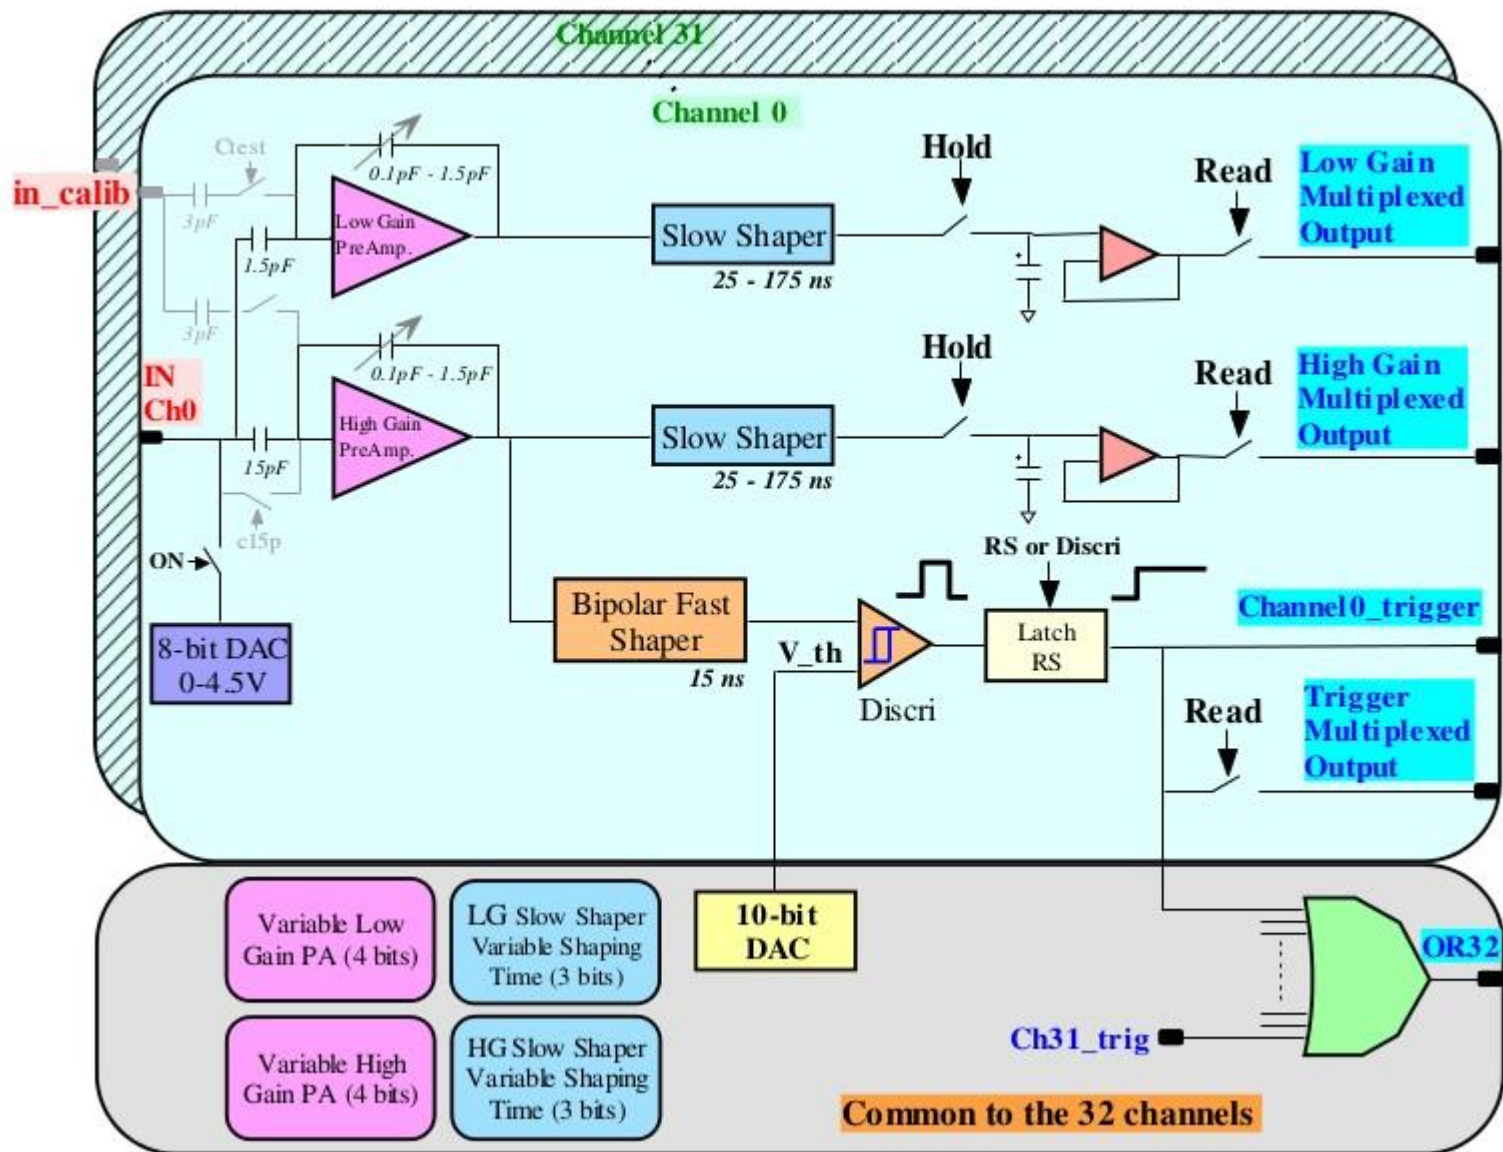 Channel 31
Channel 0
in_calib
Ctest
3pF
1.5pF
0.1pF - 1.5pF
Low Gain
PreAmp.
Slow Shaper
25 - 175 ns
Hold
Read
Low Gain
Multiplexed
Output
3pF
IN
Ch0
15pF
c15p
0.1pF - 1.5pF
High Gain
PreAmp.
Slow Shaper
25 - 175 ns
Hold
Read
High Gain
Multiplexed
Output
ON
8-bit DAC
0-4.5V
Bipolar Fast
Shaper
15 ns
V_th
Discri
RS or Discri
Latch
RS
Channel0_trigger
Read
Trigger
Multiplexed
Output
Variable Low
Gain PA (4 bits)
LG Slow Shaper
Variable Shaping
Time (3 bits)
10-bit
DAC
OR32
Variable High
Gain PA (4 bits)
HG Slow Shaper
Variable Shaping
Time (3 bits)
Ch31_trig
Common to the 32 channels